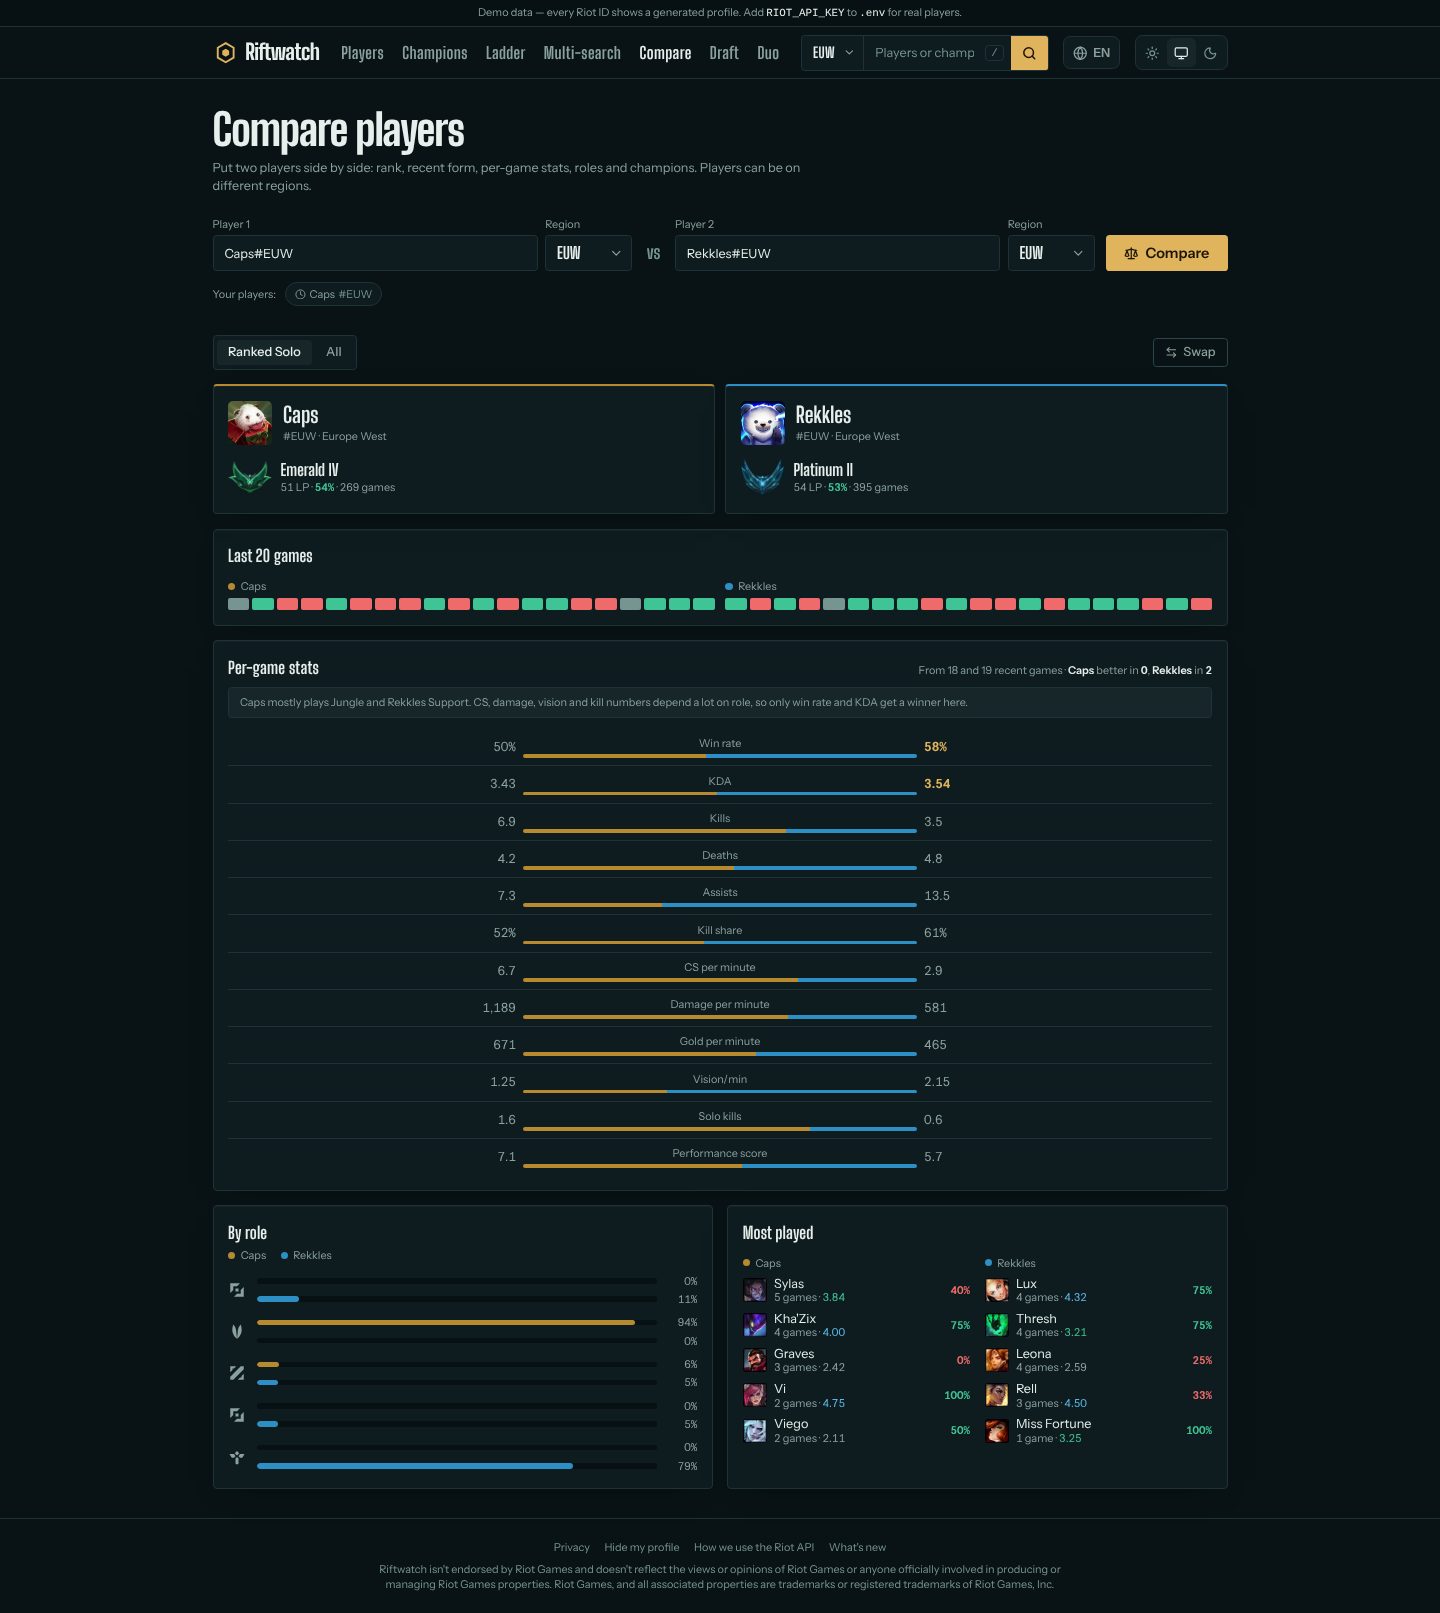 Demo data — every Riot ID shows a generated profile. Add RIOT_API_KEY to .env for real players.
Riftwatch Players Champions Ladder Multi-search Compare Draft Duo EUW Players or champ / EN
Compare players
Put two players side by side: rank, recent form, per-game stats, roles and champions. Players can be on
different regions.
Player 1 Region Player 2 Region
Caps#EUW EUW VS Rekkles#EUW EUW Compare
Your players: Caps #EUW
Ranked Solo All Swap
Caps
#EUW · Europe West
Emerald IV
51 LP · 54% · 269 games
Rekkles
#EUW · Europe West
Platinum II
54 LP · 53% · 395 games
Last 20 games
Caps Rekkles
Per-game stats From 18 and 19 recent games · Caps better in 0, Rekkles in 2
Caps mostly plays Jungle and Rekkles Support. CS, damage, vision and kill numbers depend a lot on role, so only win rate and KDA get a winner here.
50% Win rate 58%
3.43 KDA 3.54
6.9 Kills 3.5
4.2 Deaths 4.8
7.3 Assists 13.5
52% Kill share 61%
6.7 CS per minute 2.9
1,189 Damage per minute 581
671 Gold per minute 465
1.25 Vision/min 2.15
1.6 Solo kills 0.6
7.1 Performance score 5.7
By role
Caps Rekkles
0%
11%
94%
0%
6%
5%
0%
5%
0%
79%
Most played
Caps
Sylas
5 games · 3.84 40%
Kha'Zix
4 games · 4.00 75%
Graves
3 games · 2.42 0%
Vi
2 games · 4.75 100%
Viego
2 games · 2.11 50%
Rekkles
Lux
4 games · 4.32 75%
Thresh
4 games · 3.21 75%
Leona
4 games · 2.59 25%
Rell
3 games · 4.50 33%
Miss Fortune
1 game · 3.25 100%
Privacy Hide my profile How we use the Riot API What's new
Riftwatch isn't endorsed by Riot Games and doesn't reflect the views or opinions of Riot Games or anyone officially involved in producing or
managing Riot Games properties. Riot Games, and all associated properties are trademarks or registered trademarks of Riot Games, Inc.